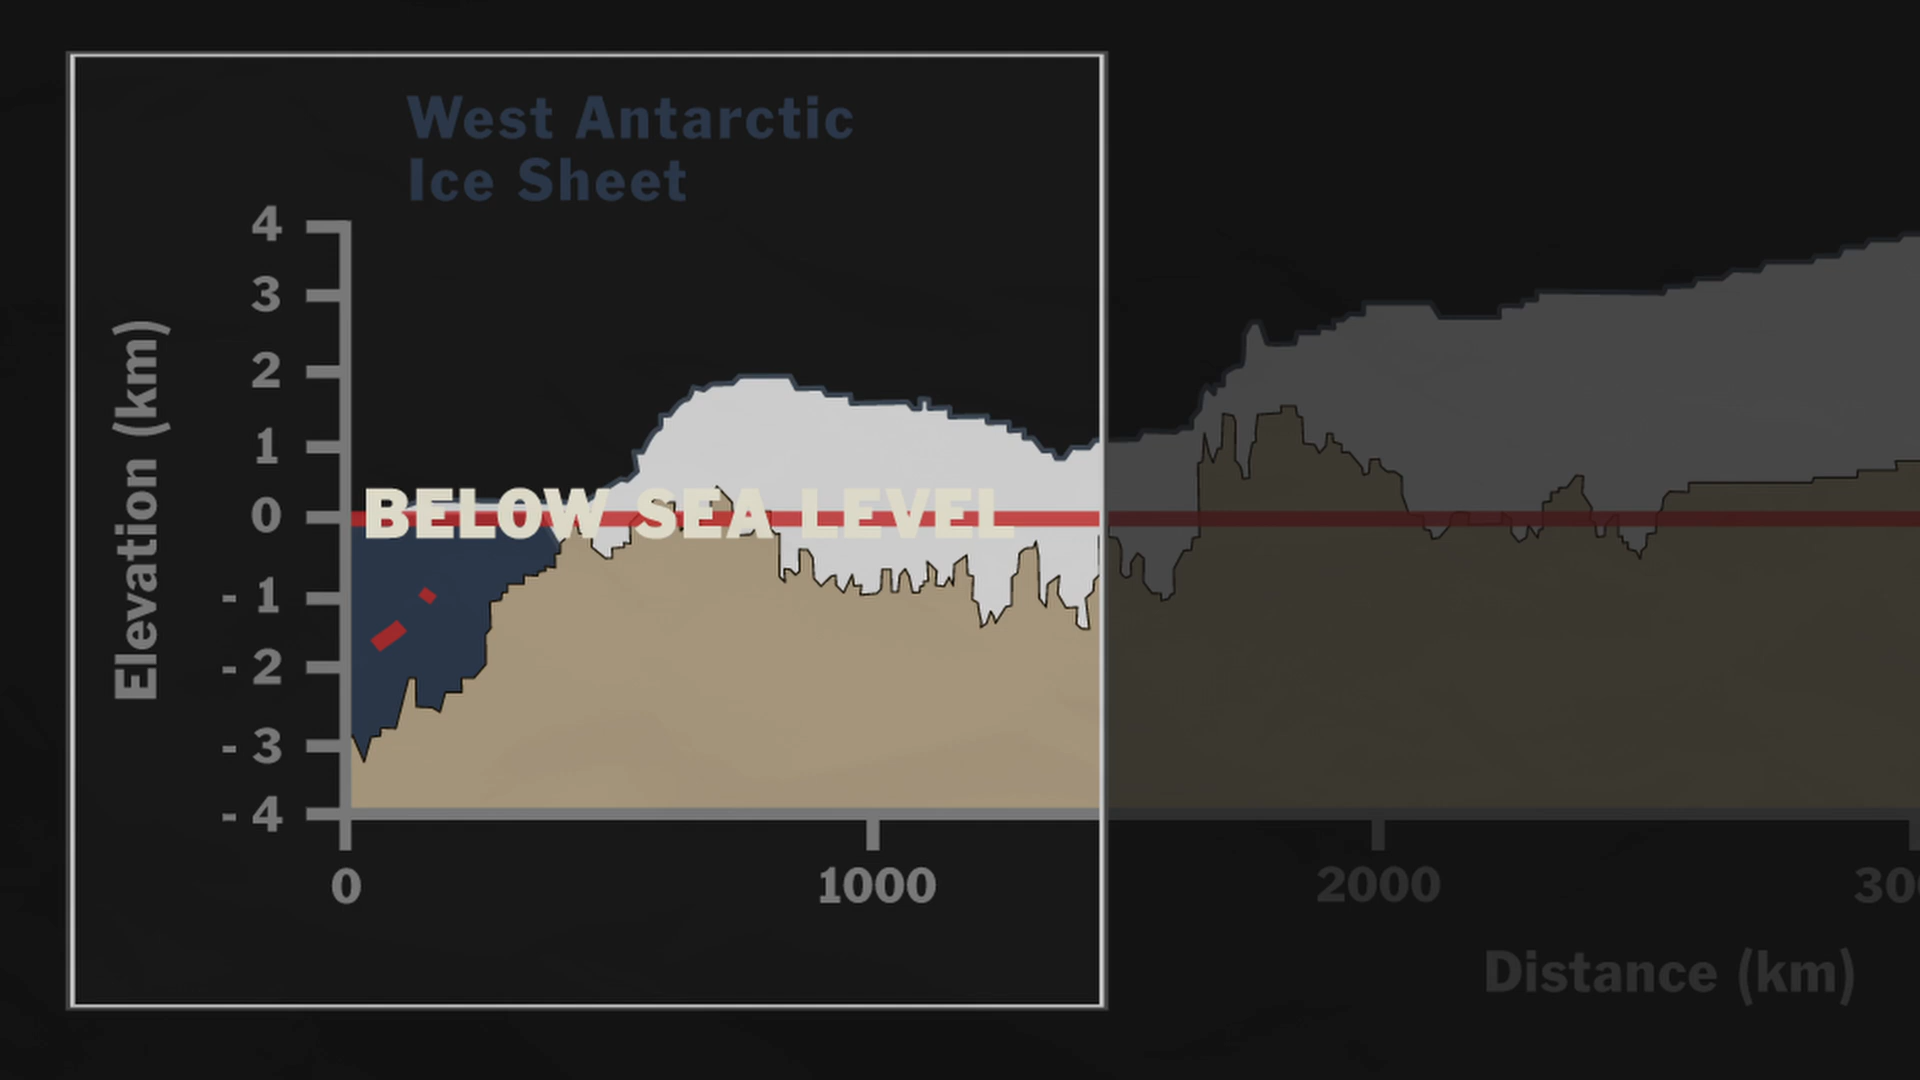 West Antarctic
Ice Sheet
4
3
2
1
0
- 1
- 2
- 3
- 4
Elevation (km)
BELOW SEA LEVEL
0
1000
2000
Distance (km)